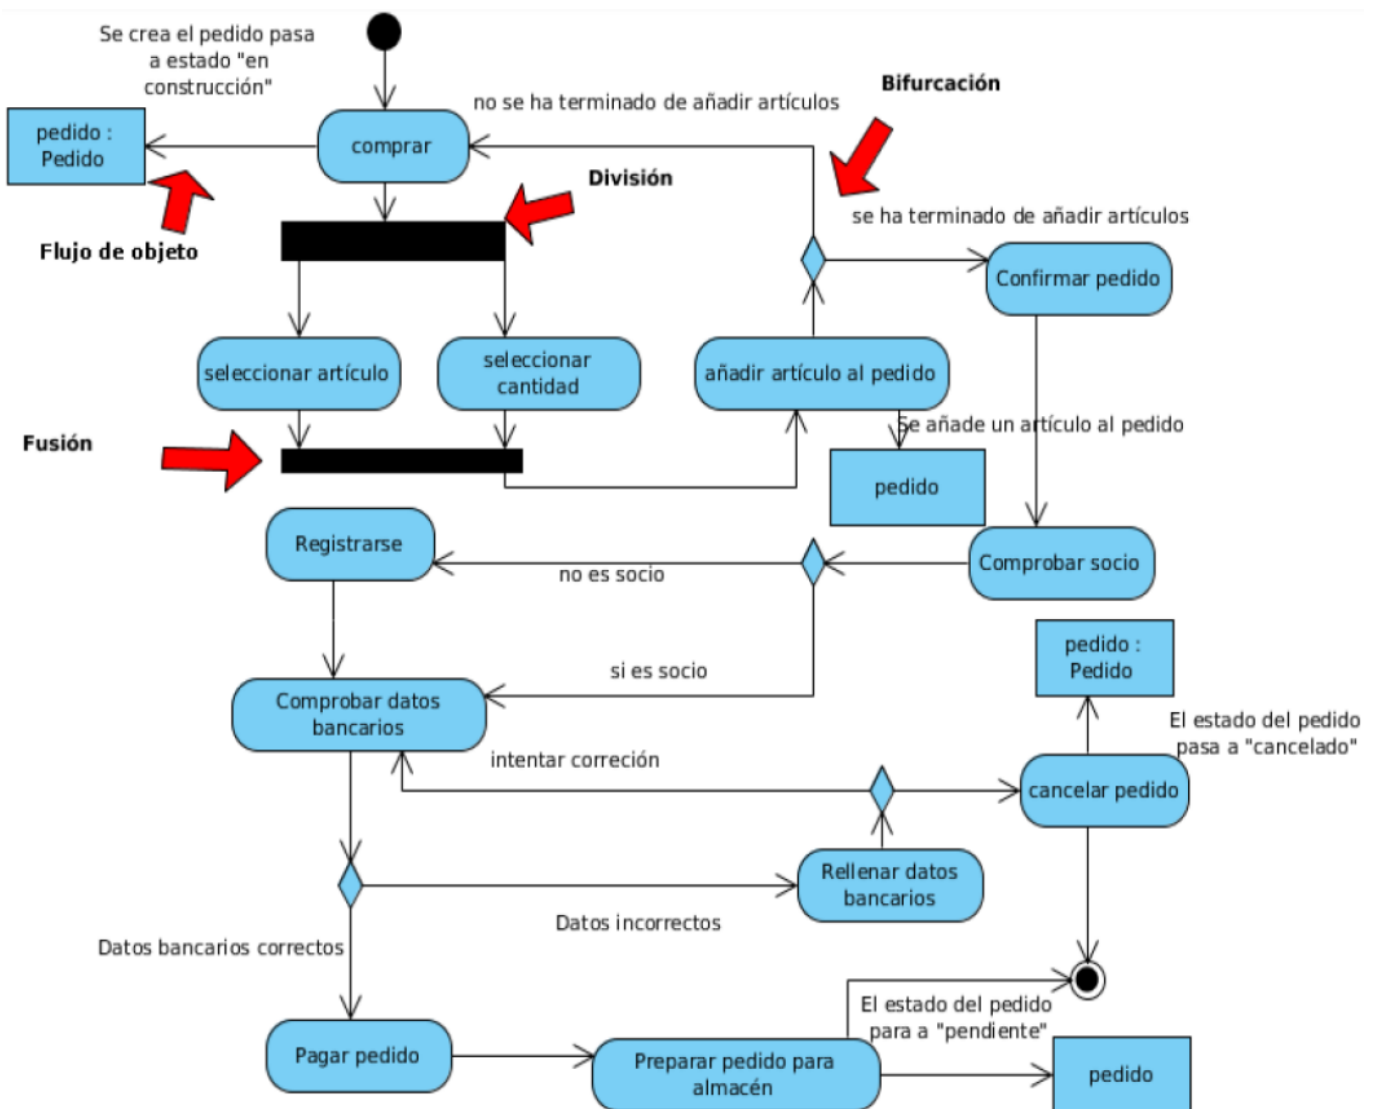 Se crea el pedido pasa
a estado "en
construcción"
no se ha terminado de añadir artículos
Bifurcación
pedido :
Pedido
comprar
División
se ha terminado de añadir artículos
Flujo de objeto
Confirmar pedido
seleccionar artículo
seleccionar
cantidad
añadir artículo al pedido
Se añade un artículo al pedido
Fusión
pedido
Registrarse
no es socio
Comprobar socio
si es socio
pedido :
Pedido
Comprobar datos
bancarios
El estado del pedido
pasa a "cancelado"
intentar correción
cancelar pedido
Rellenar datos
bancarios
Datos incorrectos
Datos bancarios correctos
El estado del pedido
para a "pendiente"
Pagar pedido
Preparar pedido para
almacén
pedido